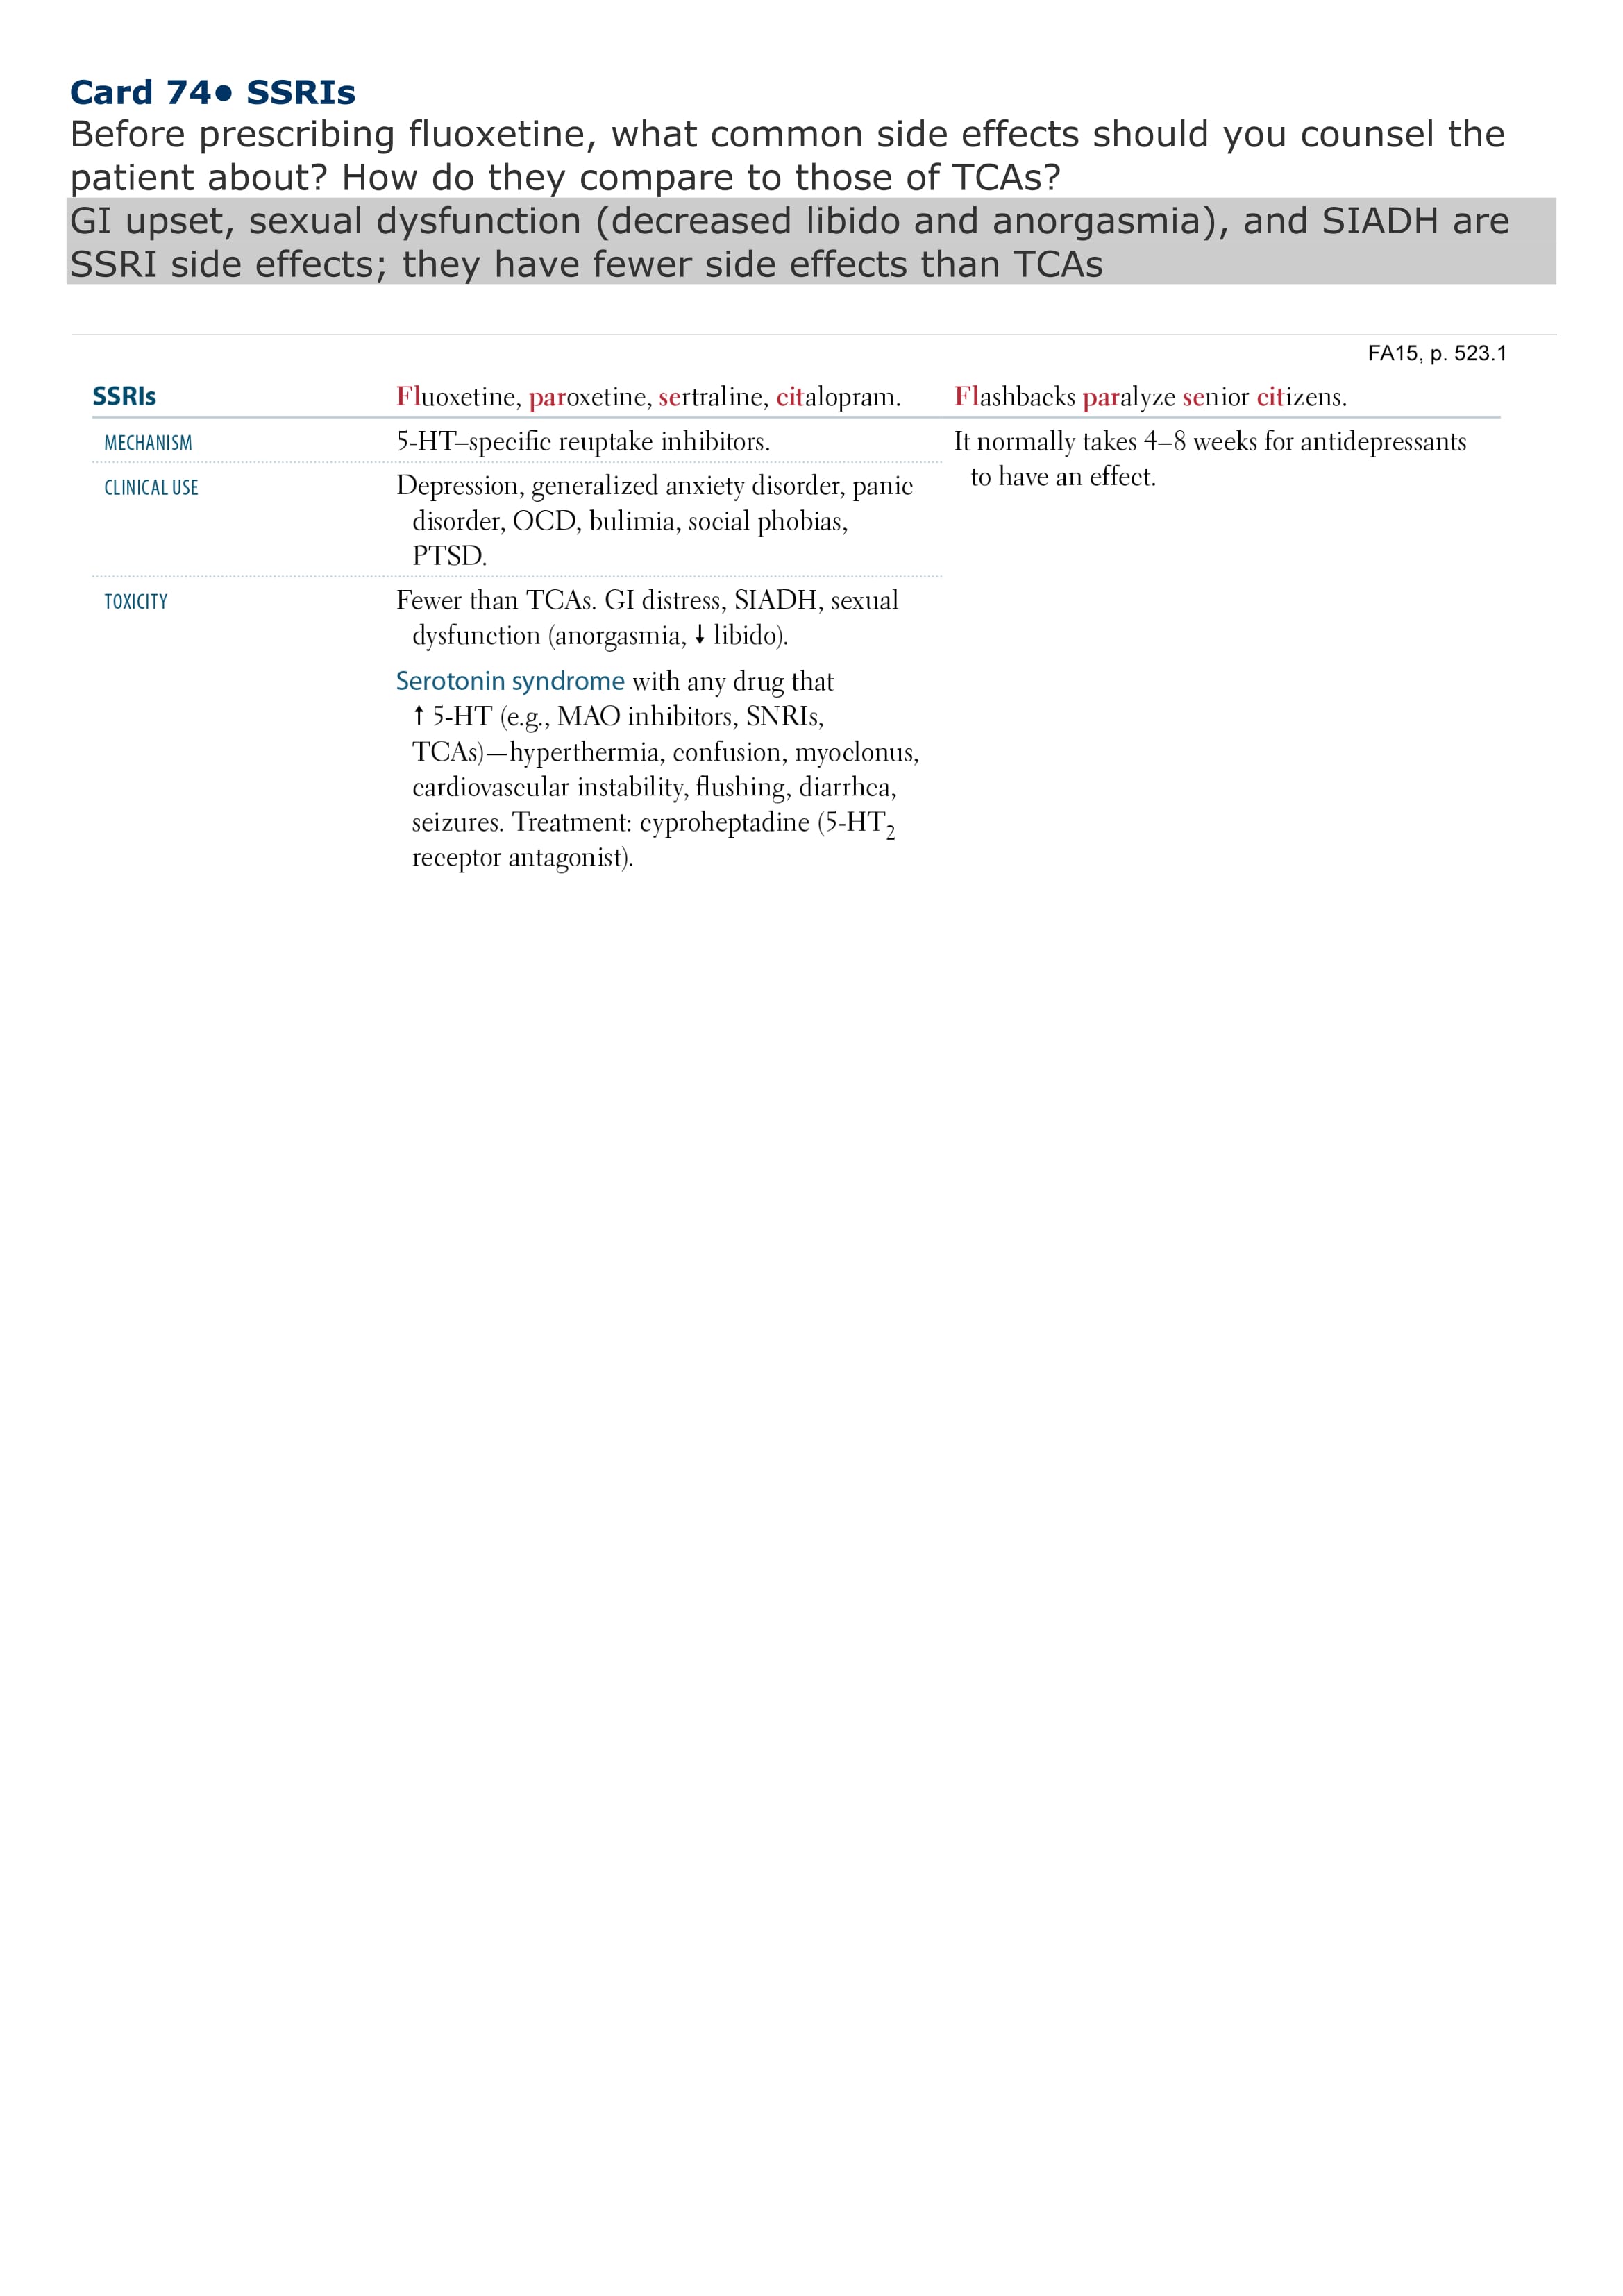 Card 74● SSRIs
Before prescribing fluoxetine, what common side effects should you counsel the
patient about? How do they compare to those of TCAs?
GI upset, sexual dysfunction (decreased libido and anorgasmia), and SIADH are
SSRI side effects; they have fewer side effects than TCAs
FA15, p. 523.1
SSRIs
Fluoxetine, paroxetine, sertraline, citalopram.
Flashbacks paralyze senior citizens.
MECHANISM
5-HT–specific reuptake inhibitors.
It normally takes 4–8 weeks for antidepressants
to have an effect.
CLINICAL USE
Depression, generalized anxiety disorder, panic
disorder, OCD, bulimia, social phobias,
PTSD.
TOXICITY
Fewer than TCAs. GI distress, SIADH, sexual
dysfunction (anorgasmia, ↓ libido).
Serotonin syndrome with any drug that
↑ 5-HT (e.g., MAO inhibitors, SNRIs,
TCAs)—hyperthermia, confusion, myoclonus,
cardiovascular instability, flushing, diarrhea,
seizures. Treatment: cyproheptadine (5-HT₂
receptor antagonist).